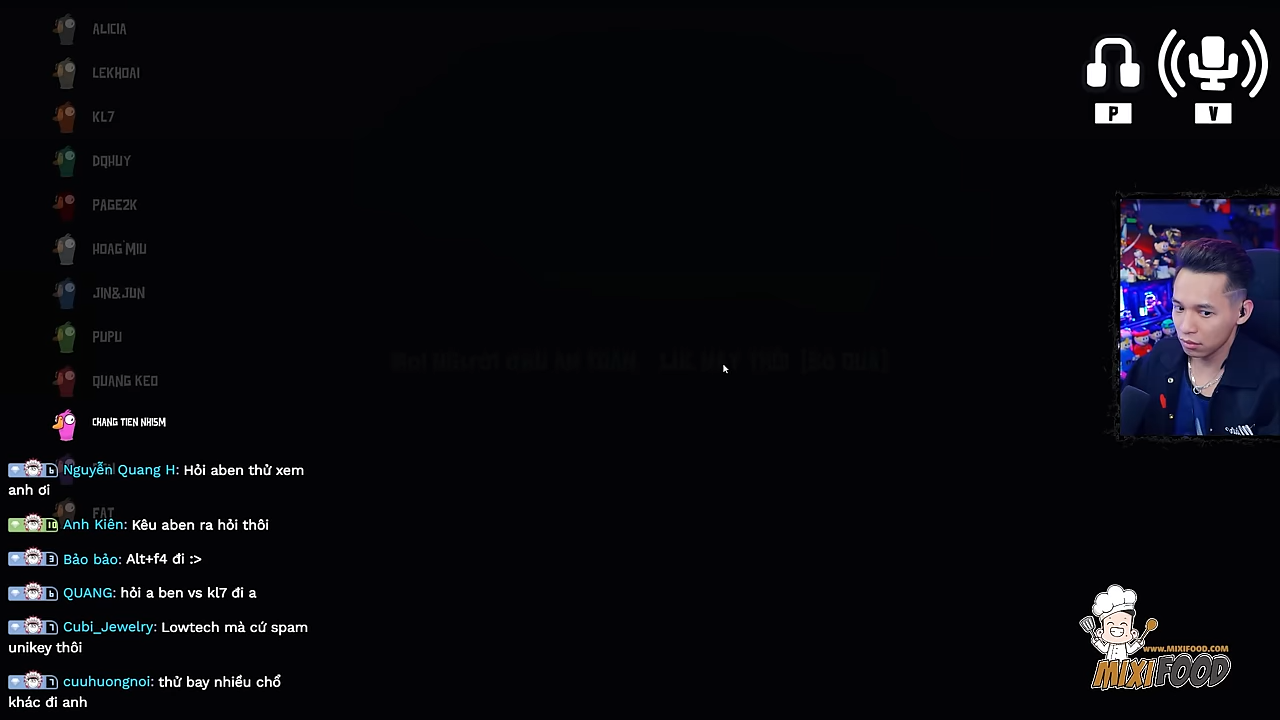 ALICIA
LEKHOAI
KL7
DQHUY
PAGE2K
HOAG'MIU
JIN&JUN
PUPU
QUANG KEO
CHANG TIEN NHISM
Nguyễn Quang H: Hỏi aben thử xem
anh ơi
FAT
10 Anh Kiên: Kêu aben ra hỏi thôi
3 Bảo bảo: Alt+f4 đi :>
QUANG: hỏi a ben vs kl7 đi a
Cubi_Jewelry: Lowtech mà cứ spam
unikey thôi
cuuhuongnoi: thử bay nhiều chổ
khác đi anh
P
V
www.MIXIFOOD.COM
MIXIFOOD